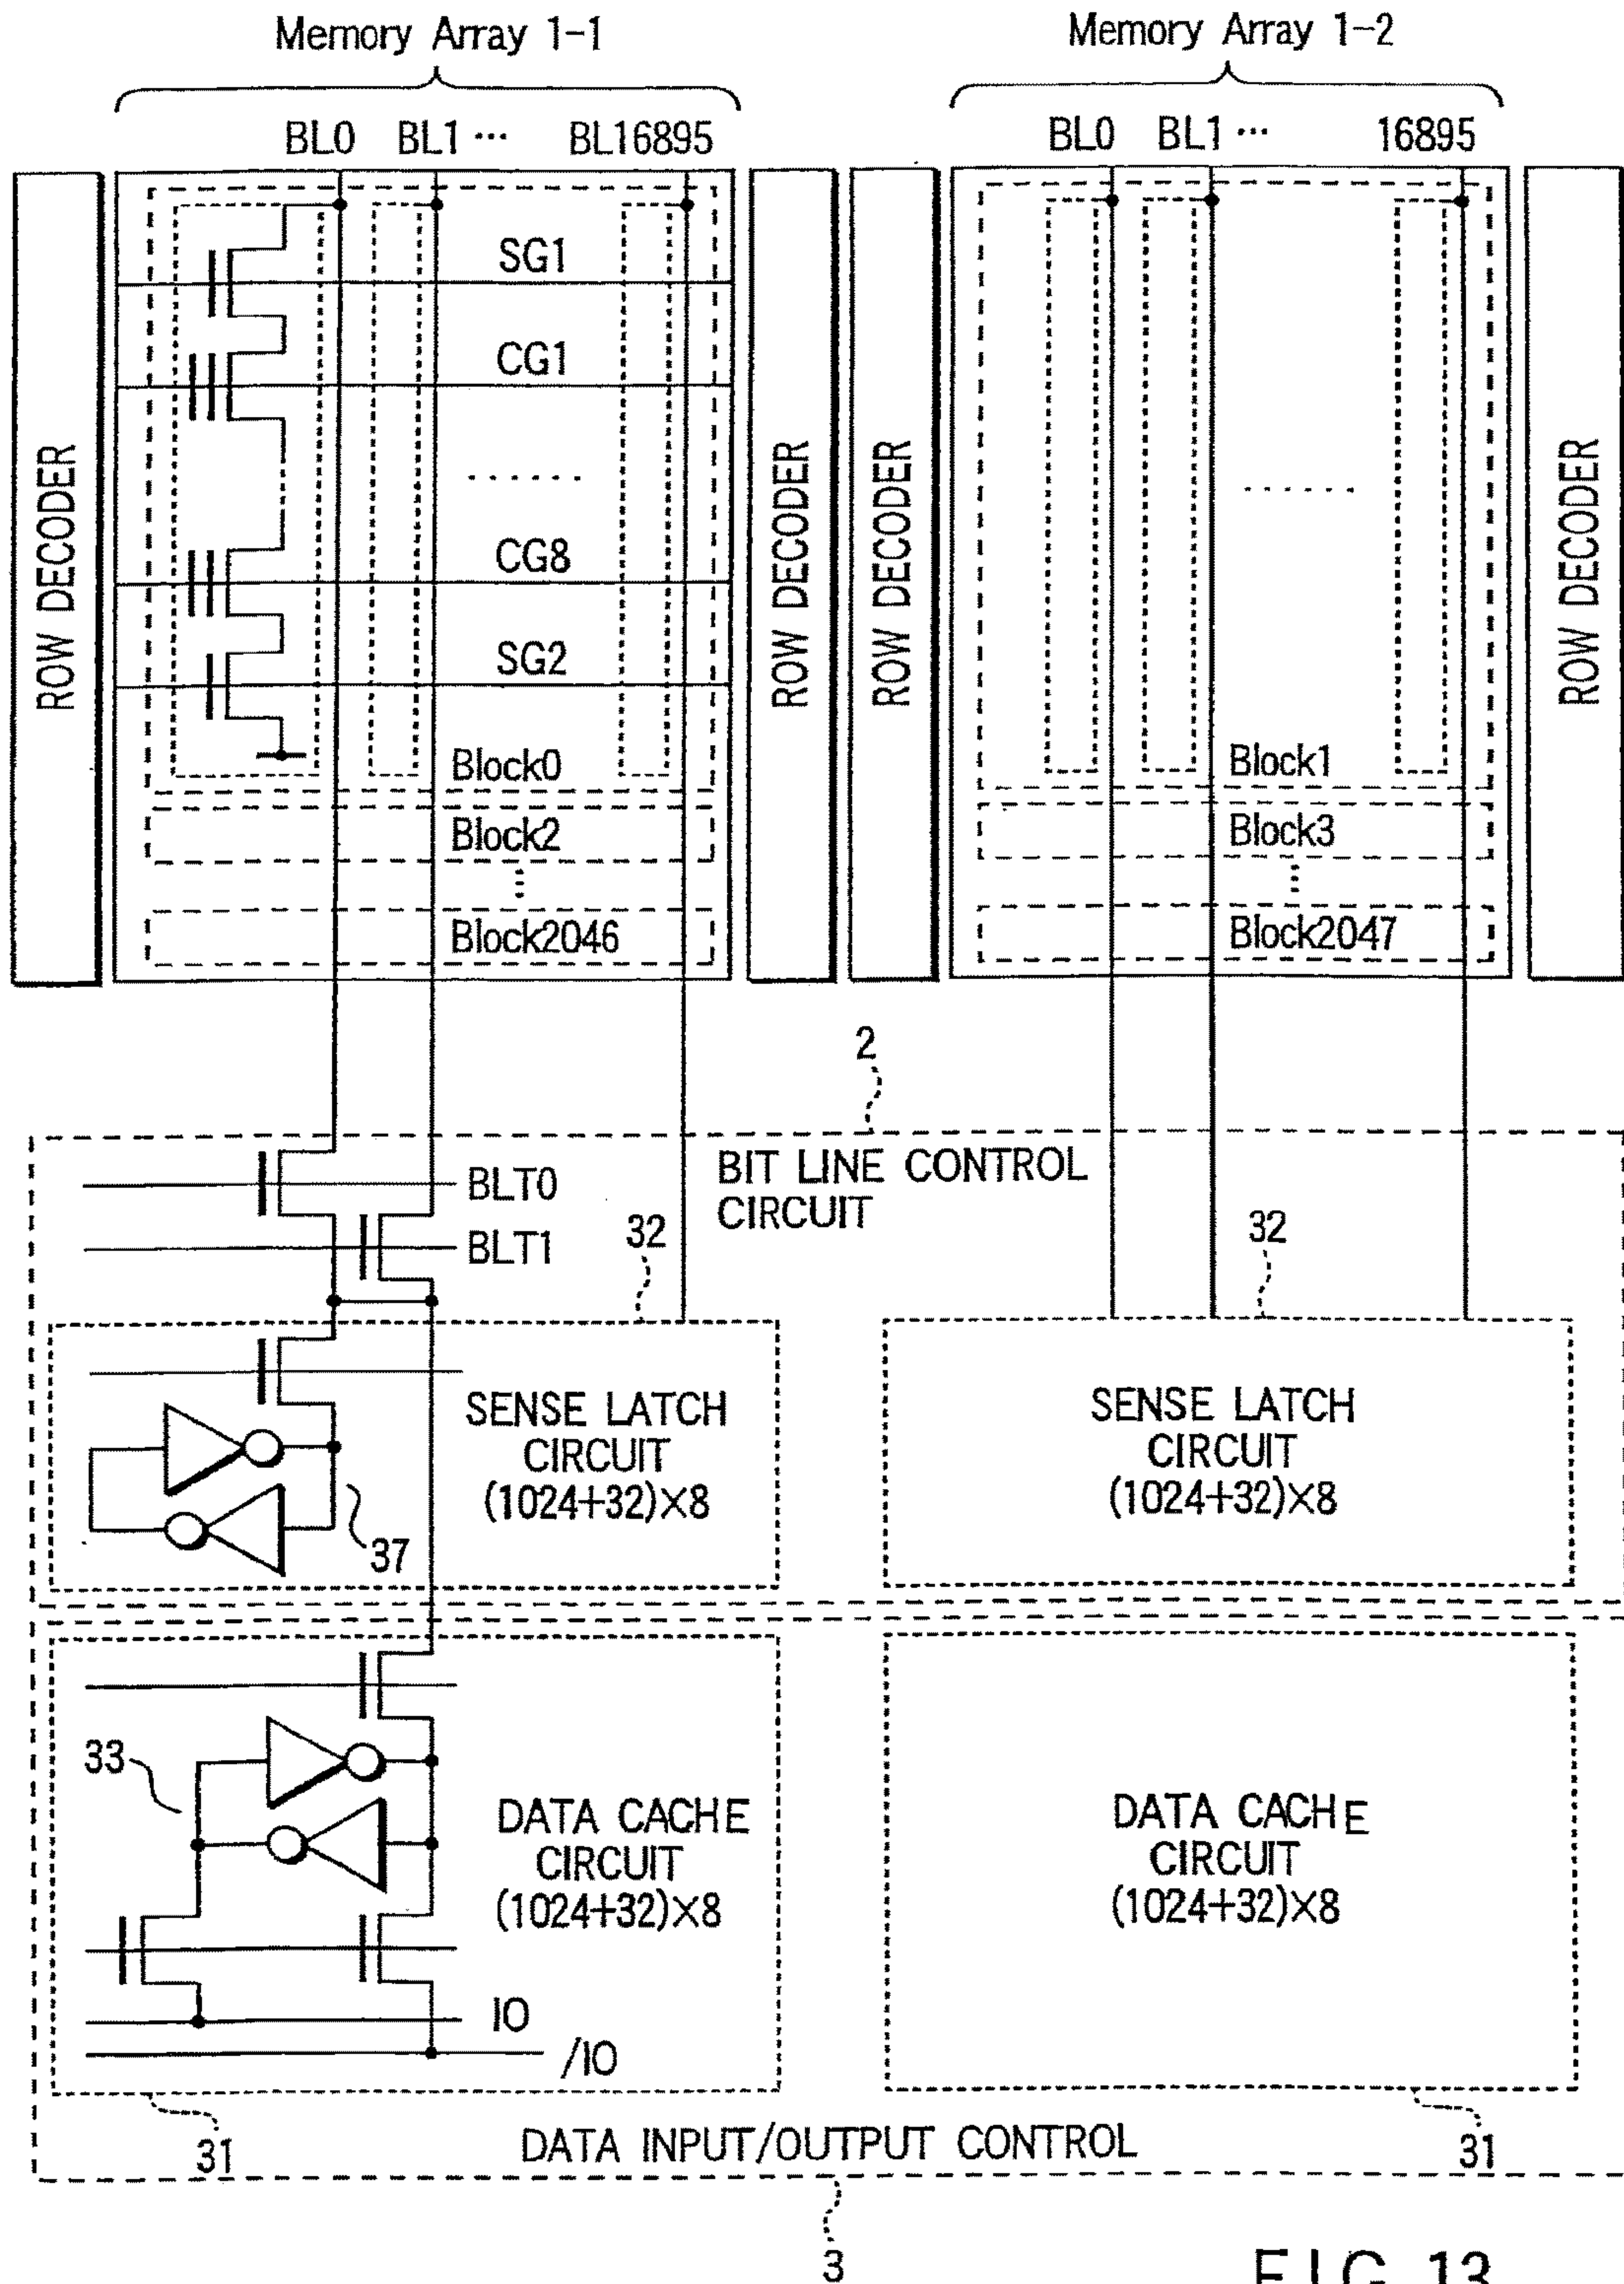 Memory Array 1-1
Memory Array 1-2
BL0 BL1 ··· BL16895
BL0 BL1 ··· 16895
ROW DECODER
SG1
CG1
CG8
SG2
Block0
Block2
Block2046
ROW DECODER
ROW DECODER
Block1
Block3
Block2047
ROW DECODER
2
BIT LINE CONTROL
CIRCUIT
BLT0
BLT1
32
32
SENSE LATCH
CIRCUIT
(1024+32)×8
37
SENSE LATCH
CIRCUIT
(1024+32)×8
33
DATA CACHE
CIRCUIT
(1024+32)×8
IO
/IO
DATA CACHE
CIRCUIT
(1024+32)×8
31
DATA INPUT/OUTPUT CONTROL
31
3
FIG. 13